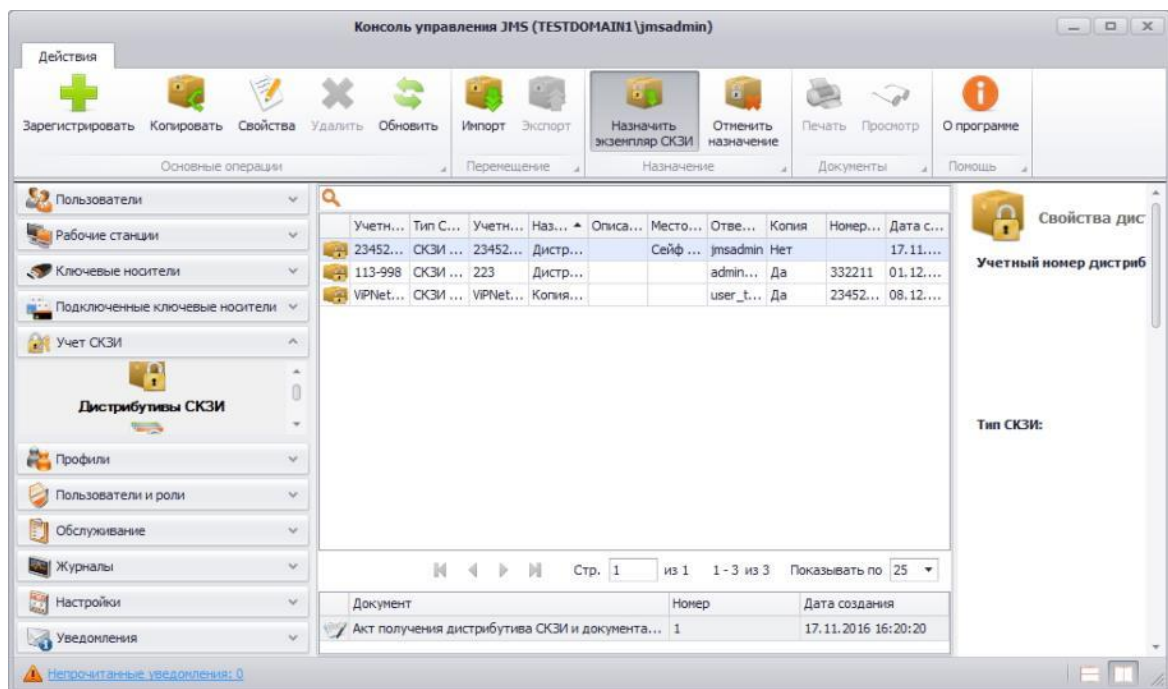 Консоль управления JMS (TESTDOMAIN1\jmsadmin)
Действия
Зарегистрировать Копировать Свойства Удалить Обновить Импорт Экспорт Назначить экземпляр СКЗИ Отменить назначение Печать Просмотр О программе
Основные операции Перемещение Назначение Документы Помощь
Пользователи
Рабочие станции
Ключевые носители
Подключенные ключевые носители
Учет СКЗИ
Дистрибутивы СКЗИ
Профили
Пользователи и роли
Обслуживание
Журналы
Настройки
Уведомления
Учетн... Тип С... Учетн... Наз... Описа... Место... Отве... Копия Номер... Дата с...
23452... СКЗИ ... 23452... Дистр... Сейф ... jmsadmin Нет 17.11....
113-998 СКЗИ ... 223 Дистр... admin... Да 332211 01.12....
ViPNet... СКЗИ ... ViPNet... Копия... user_t... Да 23452... 08.12....
Стр. 1 из 1 1 - 3 из 3 Показывать по 25
Документ Номер Дата создания
Акт получения дистрибутива СКЗИ и документа... 1 17.11.2016 16:20:20
Свойства дис
Учетный номер дистриб
Тип СКЗИ:
Непрочитанные уведомления: 0